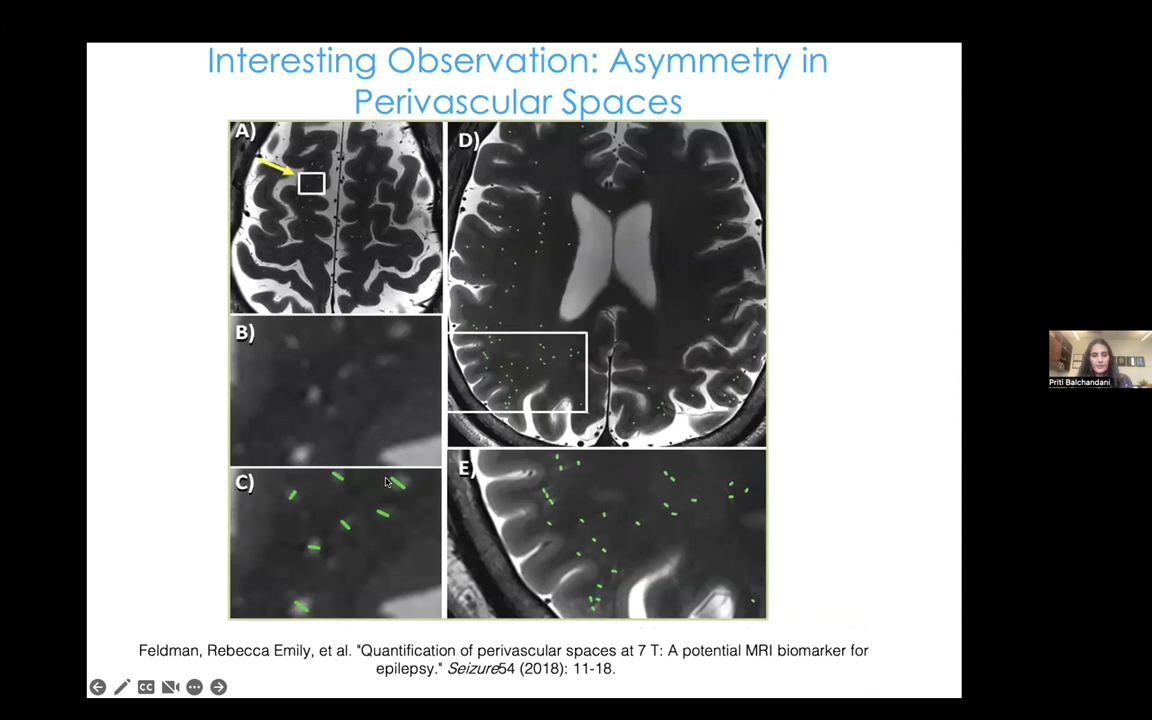 Interesting Observation: Asymmetry in
Perivascular Spaces
A)
B)
C)
D)
E)
Feldman, Rebecca Emily, et al. "Quantification of perivascular spaces at 7 T: A potential MRI biomarker for
epilepsy." Seizure54 (2018): 11-18.
CC
Priti Balchandani